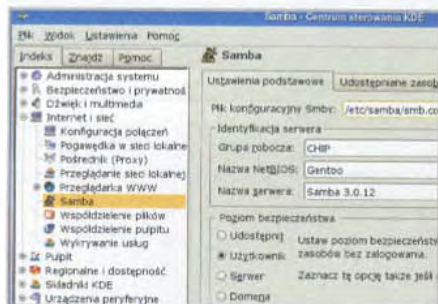 Samba - Centrum sterowania KDE
Plik Widok Ustawienia Pomoc
Indeks Znajdź Pomoc
Administracja systemu
Bezpieczeństwo i prywatnoś
Dźwięk i multimedia
Internet i sieć
Konfiguracja połączeń
Pogawędka w sieci lokalne
Pośrednik (Proxy)
Przeglądanie sieci lokalnej
Przeglądarka WWW
Samba
Współdzielenie plików
Współdzielenie pulpitu
Wykrywanie usług
Pulpit
Regionalne i dostępność
Składniki KDE
Urządzenia peryferyjne
Samba
Ustawienia podstawowe Udostępniane zasob
Plik konfiguracyjny Smby: /etc/samba/smb.co
Identyfikacja serwera
Grupa robocza: CHIP
Nazwa NetBIOS: Gentoo
Nazwa serwera: Samba 3.0.12
Poziom bezpieczeństwa
Udostępnij
Użytkownik
Serwer
Domena
Ustaw poziom bezpieczeństw
zasobów bez zalogowania.
Zaznacz tę opcję także jeśli